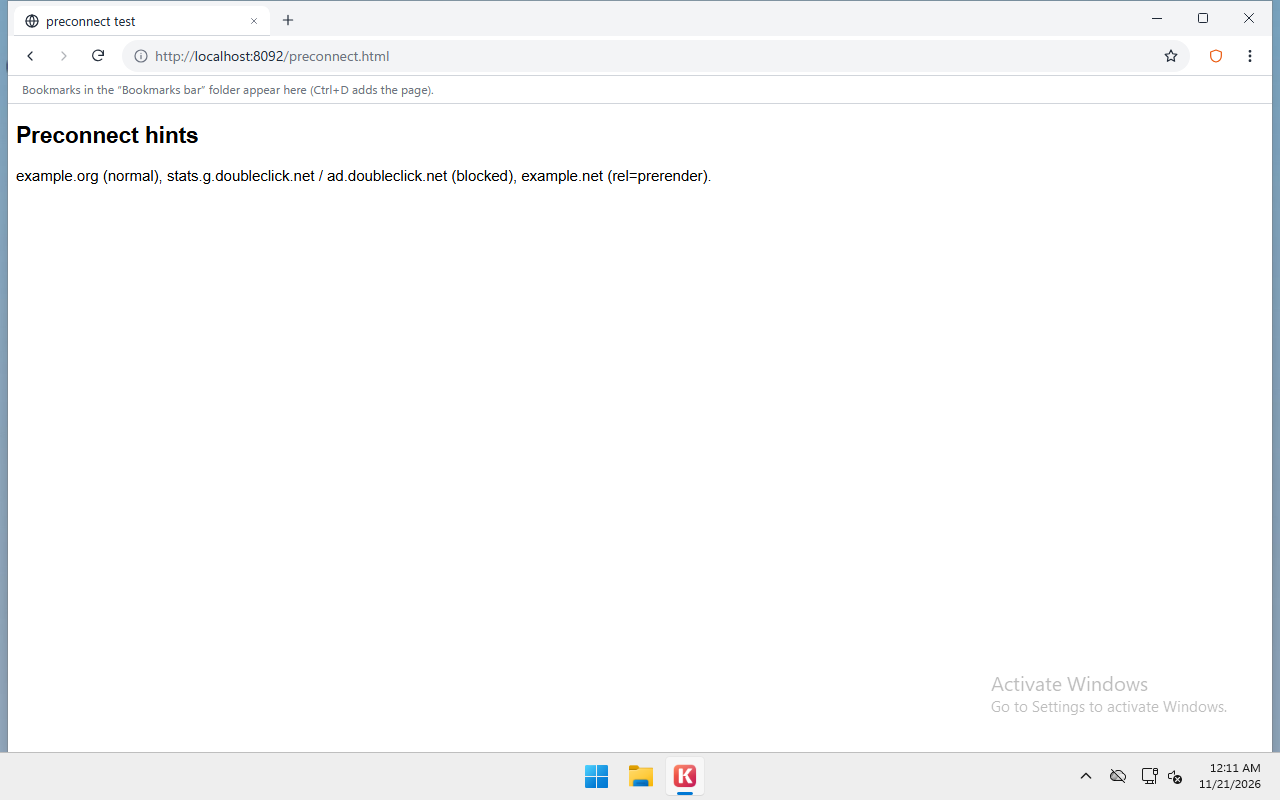 preconnect test
http://localhost:8092/preconnect.html
Bookmarks in the "Bookmarks bar" folder appear here (Ctrl+D adds the page).
Preconnect hints
example.org (normal), stats.g.doubleclick.net / ad.doubleclick.net (blocked), example.net (rel=prerender).
Activate Windows
Go to Settings to activate Windows.
K
12:11 AM
11/21/2026